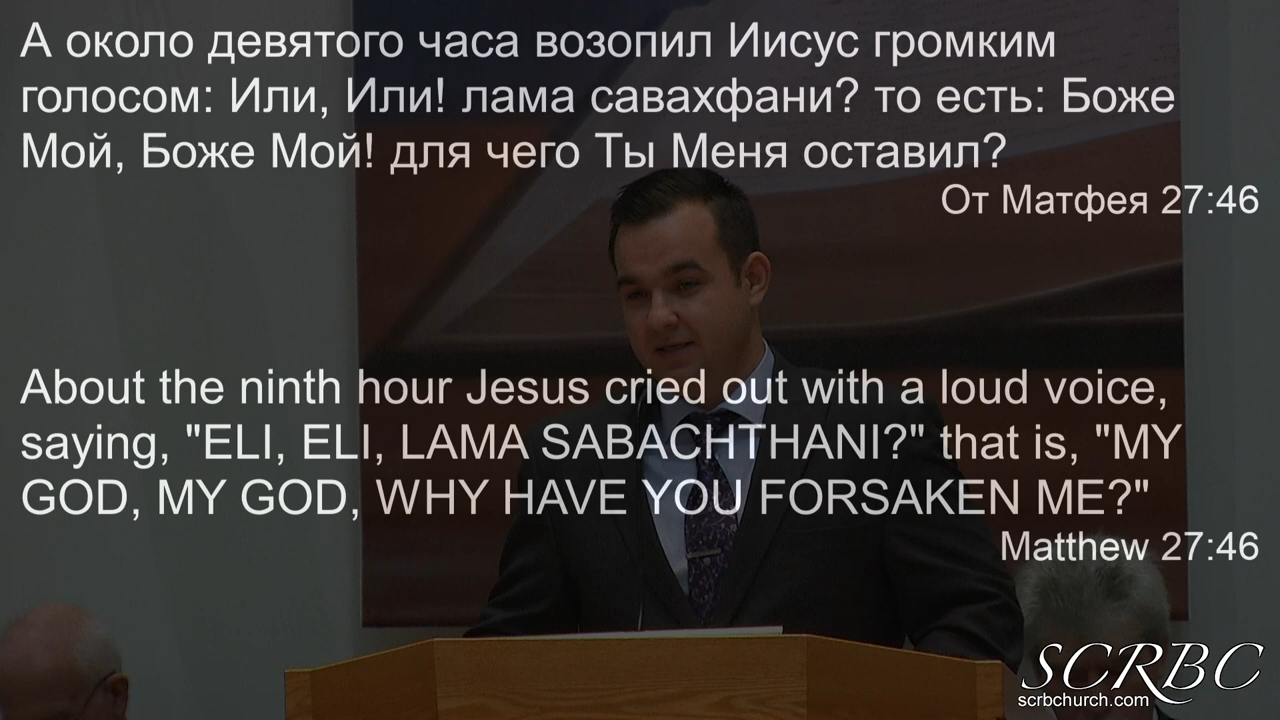 А около девятого часа возопил Иисус громким
голосом: Или, Или! лама савахфани? то есть: Боже
Мой, Боже Мой! для чего Ты Меня оставил?
От Матфея 27:46
About the ninth hour Jesus cried out with a loud voice,
saying, "ELI, ELI, LAMA SABACHTHANI?" that is, "MY
GOD, MY GOD, WHY HAVE YOU FORSAKEN ME?"
Matthew 27:46
SCRBC
scrbchurch.com